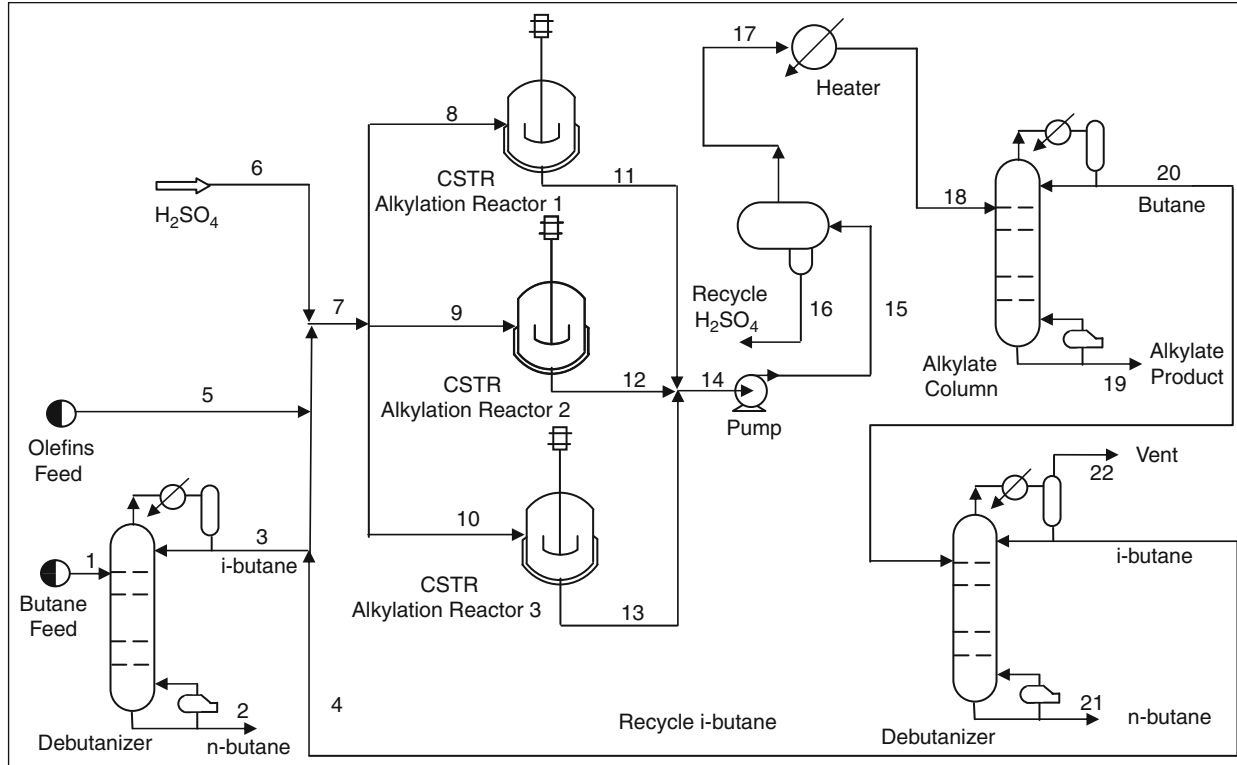 17
Heater
8
6
CSTR
Alkylation Reactor 1
11
H₂SO₄
18
20
Butane
7
9
Recycle
H₂SO₄
16
15
5
CSTR
Alkylation Reactor 2
12
14
Pump
Alkylate
Column
19
Alkylate
Product
Olefins
Feed
Vent
22
10
3
i-butane
i-butane
1
Butane
Feed
CSTR
Alkylation Reactor 3
13
2
n-butane
Debutanizer
4
Recycle i-butane
21
n-butane
Debutanizer